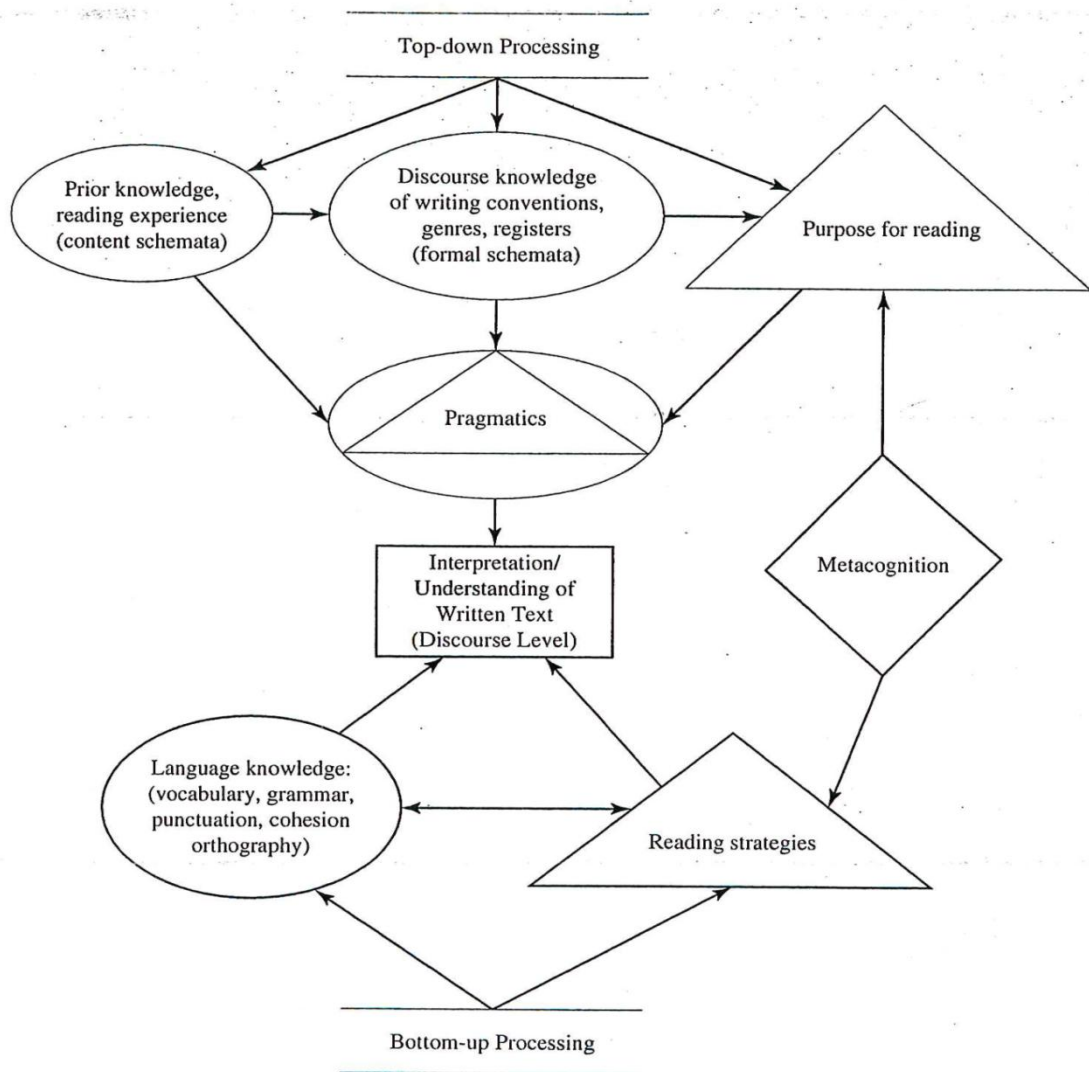 Top-down Processing
Prior knowledge,
reading experience
(content schemata)
Discourse knowledge
of writing conventions,
genres, registers
(formal schemata)
Purpose for reading
Pragmatics
Interpretation/
Understanding of
Written Text
(Discourse Level)
Metacognition
Language knowledge:
(vocabulary, grammar,
punctuation, cohesion
orthography)
Reading strategies
Bottom-up Processing